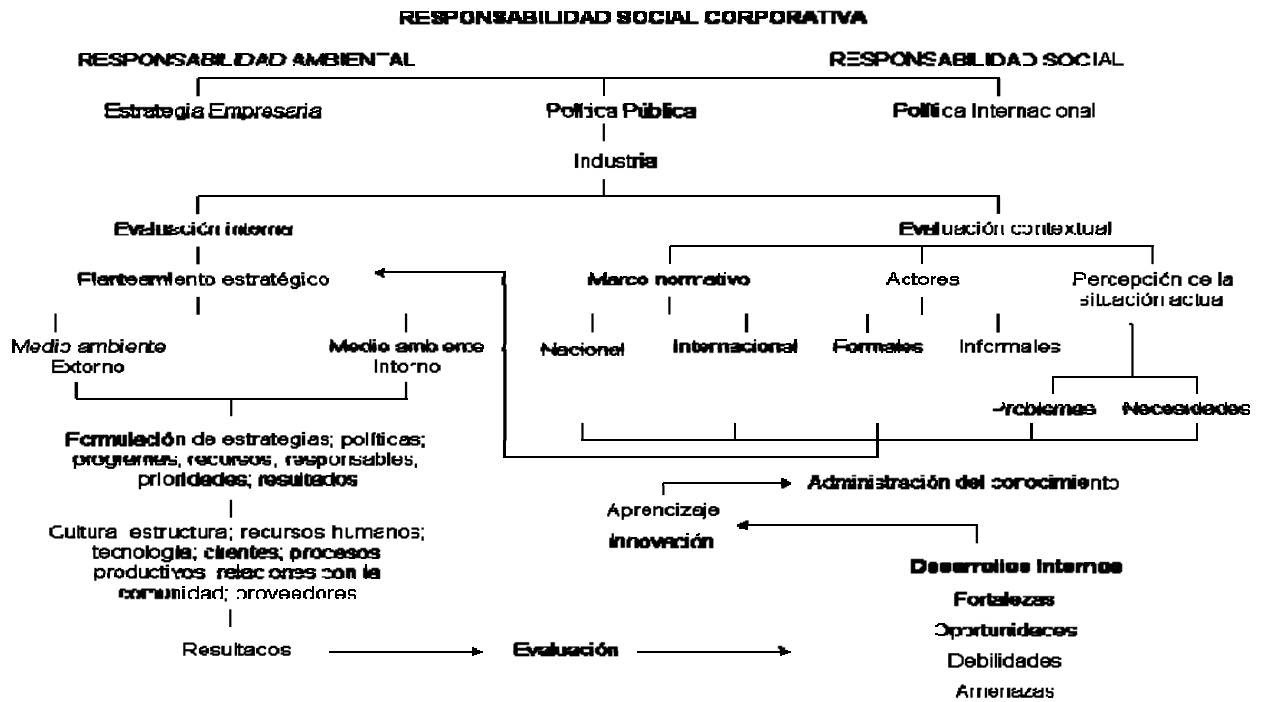 RESPONSABILIDAD SOCIAL CORPORATIVA
RESPONSABILIDAD AMBIENTAL
RESPONSABILIDAD SOCIAL
Estrategia Empresaria
Política Pública
Política Internacional
Industria
Evaluación interna
Evaluación contextual
Planteamiento estratégico
Marco normativo
Actores
Percepción de la
situación actual
Medio ambiente
Externo
Medio ambiente
Interno
Nacional
Internacional
Formales
Informales
Problemas
Necesidades
Formulación de estrategias; políticas;
programas, recursos, responsables,
prioridades; resultados
Administración del conocimiento
Aprendizaje
Innovación
Cultura estructura; recursos humanos;
tecnología; clientes; procesos
productivos relaciones con la
comunidad; proveedores
Desarrollos Internos
Fortalezas
Oportunidades
Debilidades
Amenazas
Resultados
Evaluación